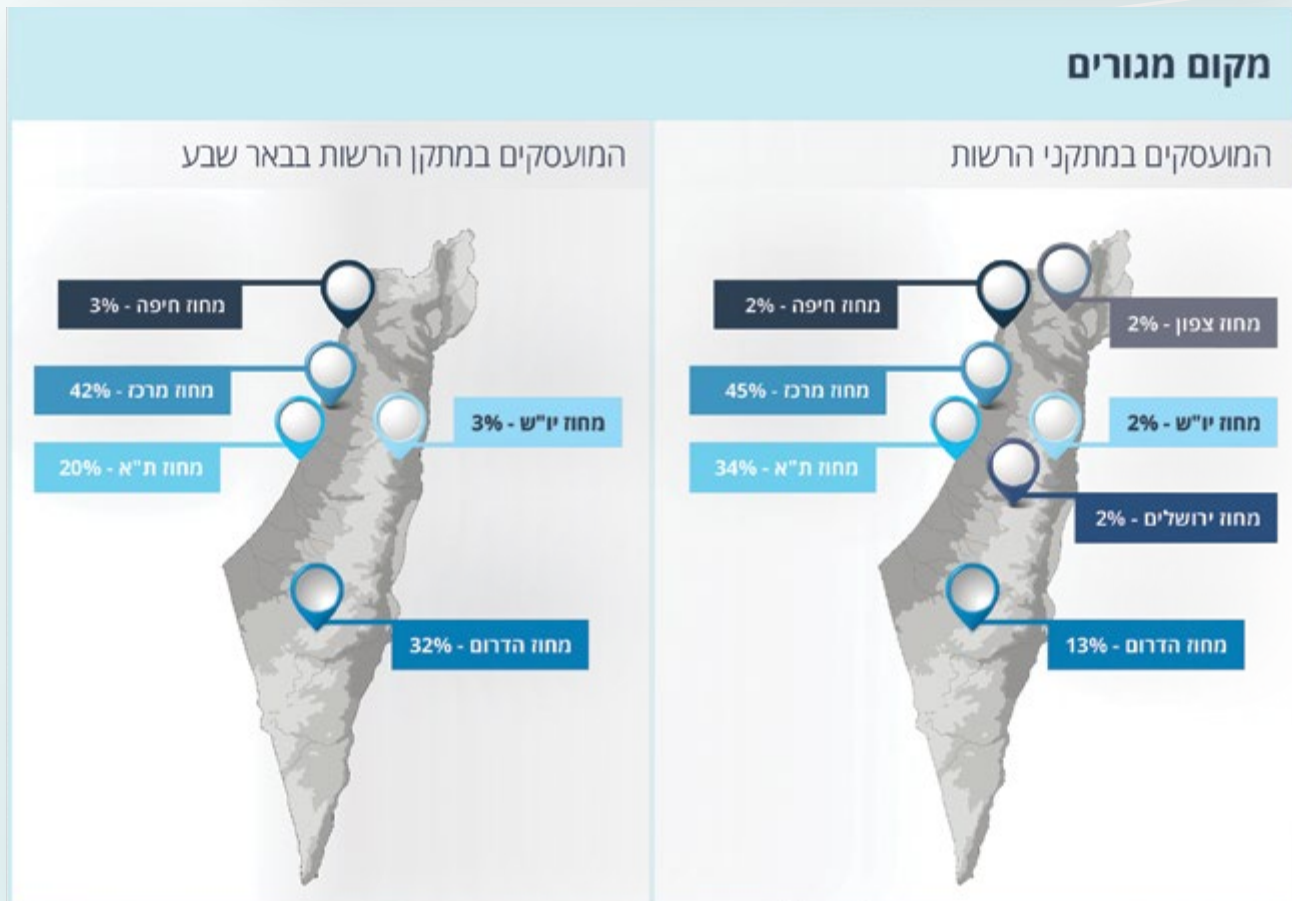 מקום מגורים
המועסקים במתקני הרשות
מחוז צפון - 2%
מחוז חיפה - 2%
מחוז מרכז - 45%
מחוז יו"ש - 2%
מחוז ת"א - 34%
מחוז ירושלים - 2%
מחוז הדרום - 13%
המועסקים במתקן הרשות בבאר שבע
מחוז חיפה - 3%
מחוז מרכז - 42%
מחוז יו"ש - 3%
מחוז ת"א - 20%
מחוז הדרום - 32%